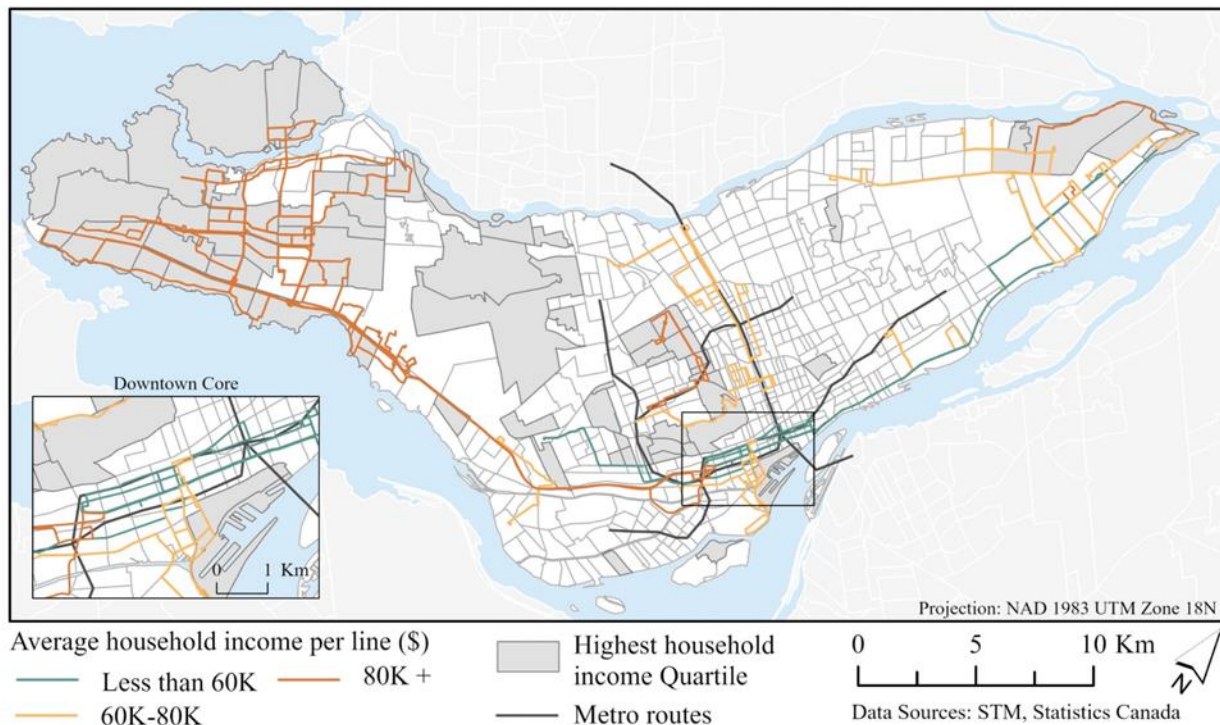 Downtown Core
0 1 Km
Projection: NAD 1983 UTM Zone 18N
Average household income per line ($)
Less than 60K
80K +
60K-80K
Highest household
income Quartile
Metro routes
0 5 10 Km
N
Data Sources: STM, Statistics Canada